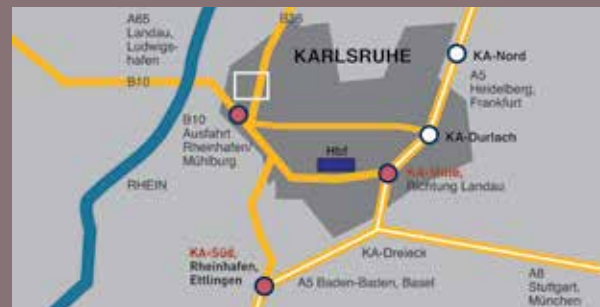 A65
Landau,
Ludwigs-
hafen
B36
KARLSRUHE
KA-Nord
A5
Heidelberg,
Frankfurt
B10
B10
Ausfahrt
Rheinhafen/
Mühlburg
KA-Durlach
Hbf
KA-Mitte,
Richtung Landau
RHEIN
KA-Süd,
Rheinhafen,
Ettlingen
KA-Dreieck
A5 Baden-Baden, Basel
A8
Stuttgart,
München